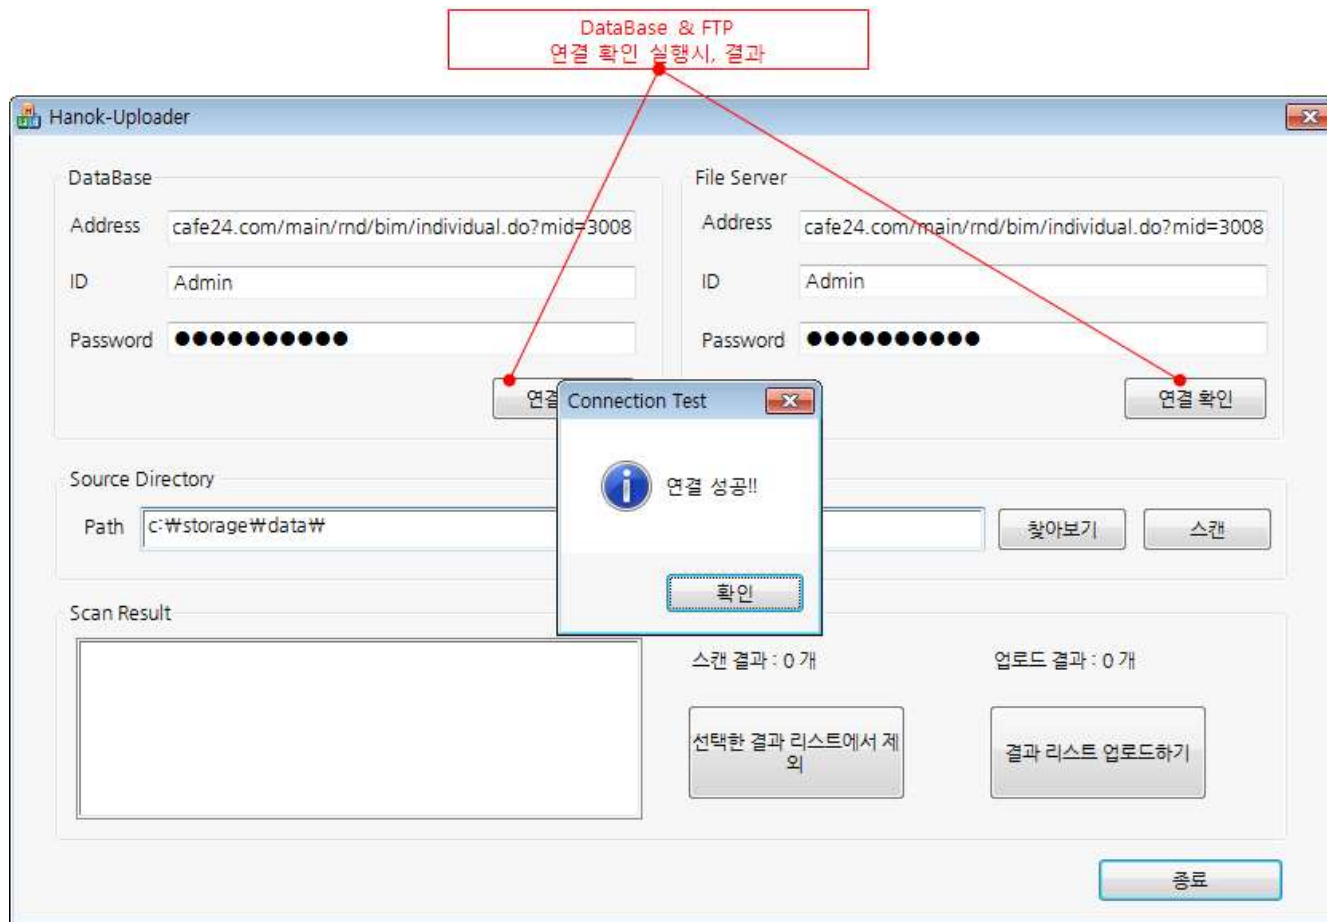 DataBase & FTP
연결 확인 실행시, 결과
Hanok-Uploader
DataBase
Address cafe24.com/main/rnd/bim/individual.do?mid=3008
ID Admin
Password ●●●●●●●●●●
연결
File Server
Address cafe24.com/main/rnd/bim/individual.do?mid=3008
ID Admin
Password ●●●●●●●●●●
연결 확인
Connection Test
연결 성공!!
확인
Source Directory
Path c:₩storage₩data₩
찾아보기 스캔
Scan Result
스캔 결과 : 0 개 업로드 결과 : 0 개
선택한 결과 리스트에서 제
외
결과 리스트 업로드하기
종료